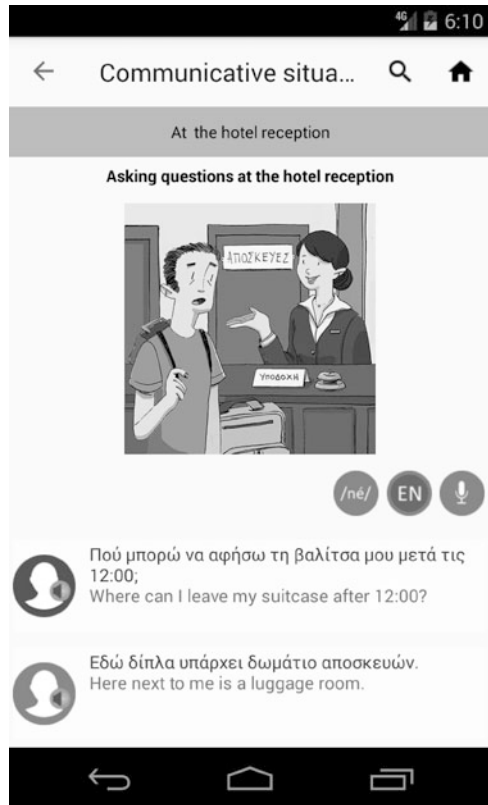 4G 6:10
Communicative situa...
At the hotel reception
Asking questions at the hotel reception
ΑΠΟΣΚΕΥΕΣ
ΥΠΟΔΟΧΗ
/né/ EN
Πού μπορώ να αφήσω τη βαλίτσα μου μετά τις
12:00;
Where can I leave my suitcase after 12:00?
Εδώ δίπλα υπάρχει δωμάτιο αποσκευών.
Here next to me is a luggage room.